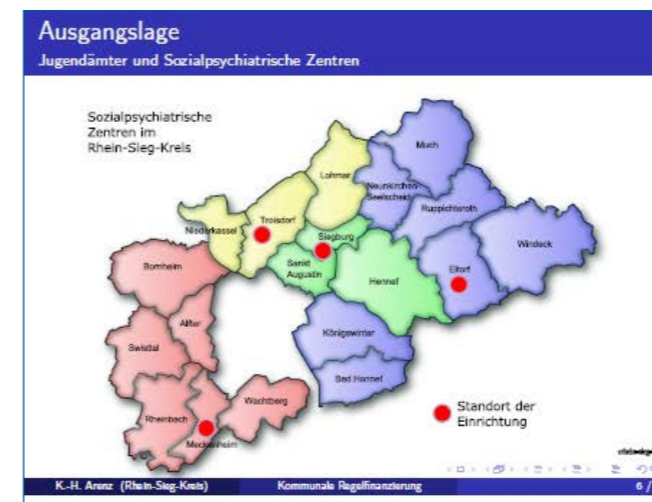 Ausgangslage
Jugendämter und Sozialpsychiatrische Zentren
Sozialpsychiatrische
Zentren im
Rhein-Sieg-Kreis
Much
Lohmar
Neunkirchen-
Seelscheid
Ruppichteroth
Niederkassel
Troisdorf
Siegburg
Windeck
Sankt
Augustin
Eitorf
Hennef
Bornheim
Alfter
Königswinter
Swisttal
Bad Honnef
Wachtberg
Rheinbach
Meckenheim
Standort der
Einrichtung
K.-H. Arenz (Rhein-Sieg-Kreis)
Kommunale Regelfinanzierung
6 /